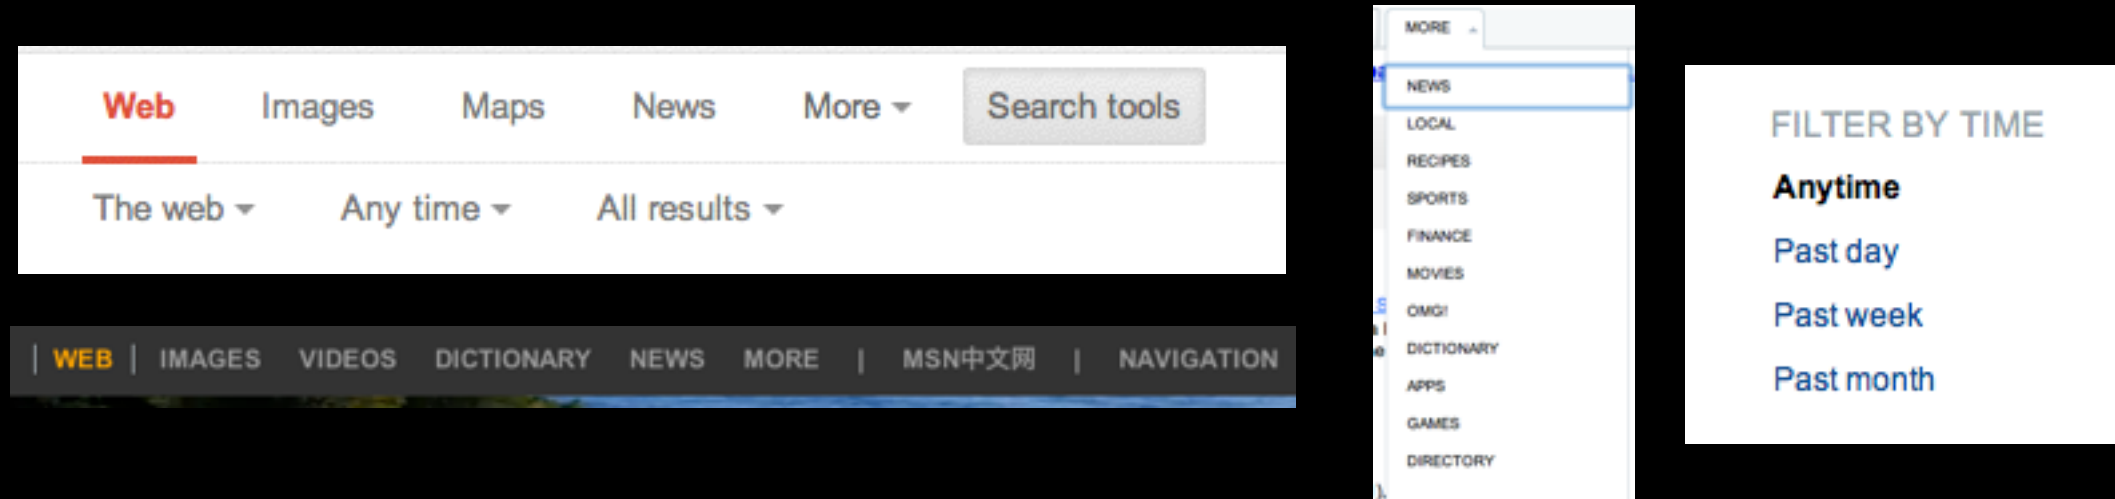 Web Images Maps News More Search tools
The web Any time All results
| WEB | IMAGES VIDEOS DICTIONARY NEWS MORE | MSN中文网 | NAVIGATION
MORE
NEWS
LOCAL
RECIPES
SPORTS
FINANCE
MOVIES
OMG!
DICTIONARY
APPS
GAMES
DIRECTORY
FILTER BY TIME
Anytime
Past day
Past week
Past month